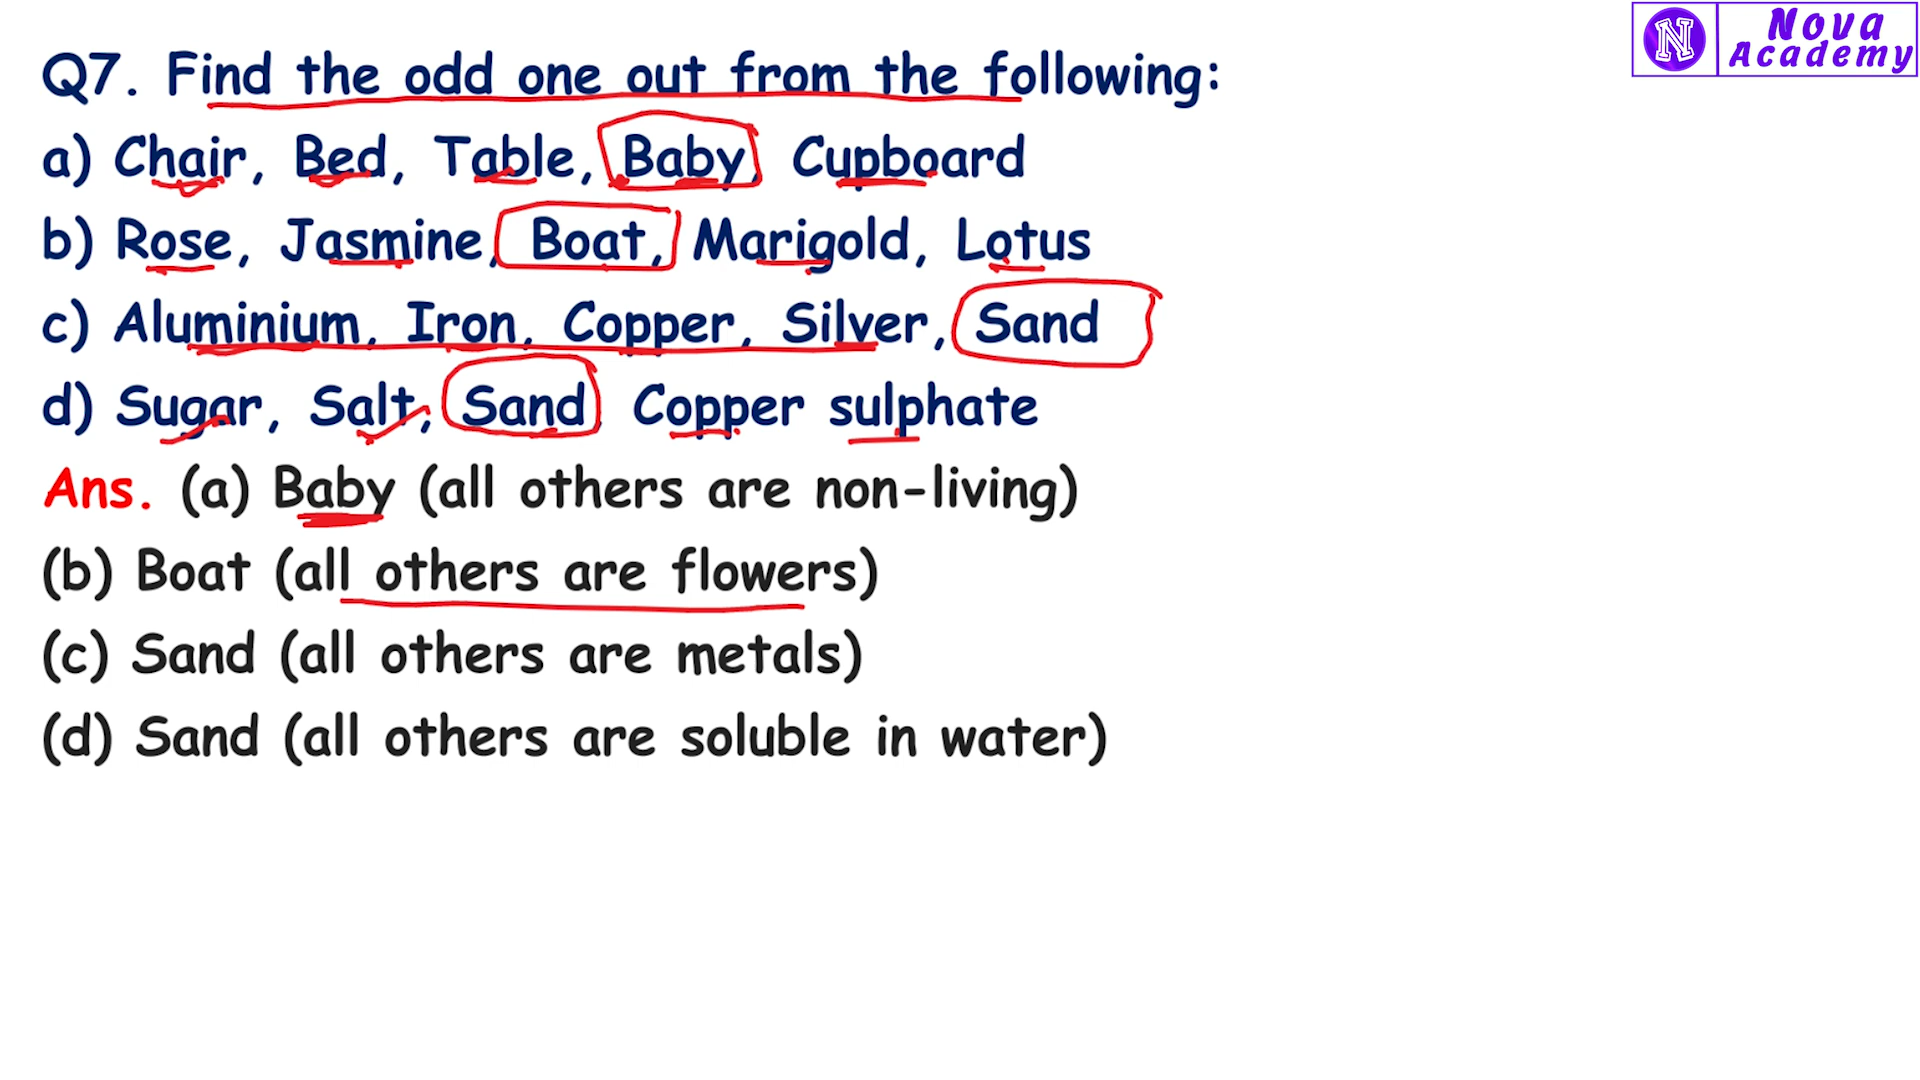 N Nova
Academy
Q7. Find the odd one out from the following:
a) Chair, Bed, Table, Baby, Cupboard
b) Rose, Jasmine, Boat, Marigold, Lotus
c) Aluminium, Iron, Copper, Silver, Sand
d) Sugar, Salt, Sand, Copper sulphate
Ans. (a) Baby (all others are non-living)
(b) Boat (all others are flowers)
(c) Sand (all others are metals)
(d) Sand (all others are soluble in water)